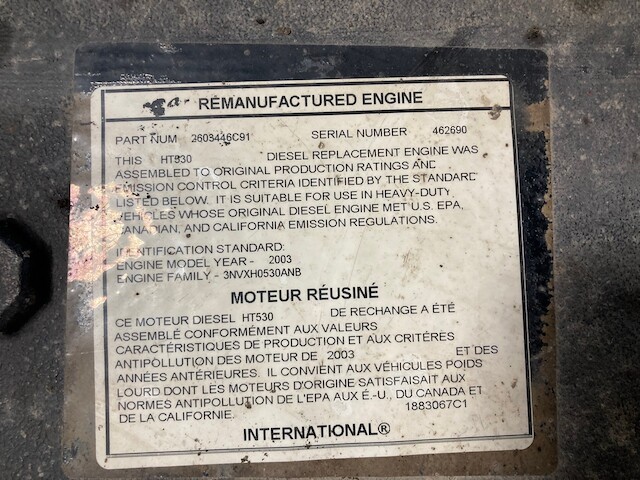 REMANUFACTURED ENGINE
PART NUM 2603446C91 SERIAL NUMBER 462690
THIS HT530 DIESEL REPLACEMENT ENGINE WAS
ASSEMBLED TO ORIGINAL PRODUCTION RATINGS AND
EMISSION CONTROL CRITERIA IDENTIFIED BY THE STANDARD
LISTED BELOW. IT IS SUITABLE FOR USE IN HEAVY-DUTY
VEHICLES WHOSE ORIGINAL DIESEL ENGINE MET U.S. EPA,
CANADIAN, AND CALIFORNIA EMISSION REGULATIONS.
IDENTIFICATION STANDARD:
ENGINE MODEL YEAR - 2003
ENGINE FAMILY - 3NVXH0530ANB
MOTEUR RÉUSINÉ
CE MOTEUR DIESEL HT530 DE RECHANGE A ÉTÉ
ASSEMBLÉ CONFORMÉMENT AUX VALEURS
CARACTÉRISTIQUES DE PRODUCTION ET AUX CRITÈRES
ANTIPOLLUTION DES MOTEUR DE 2003 ET DES
ANNÉES ANTÉRIEURES. IL CONVIENT AUX VÉHICULES POIDS
LOURD DONT LES MOTEURS D'ORIGINE SATISFAISAIT AUX
NORMES ANTIPOLLUTION DE L'EPA AUX É.-U., DU CANADA ET
DE LA CALIFORNIE. 1883067C1
INTERNATIONAL®